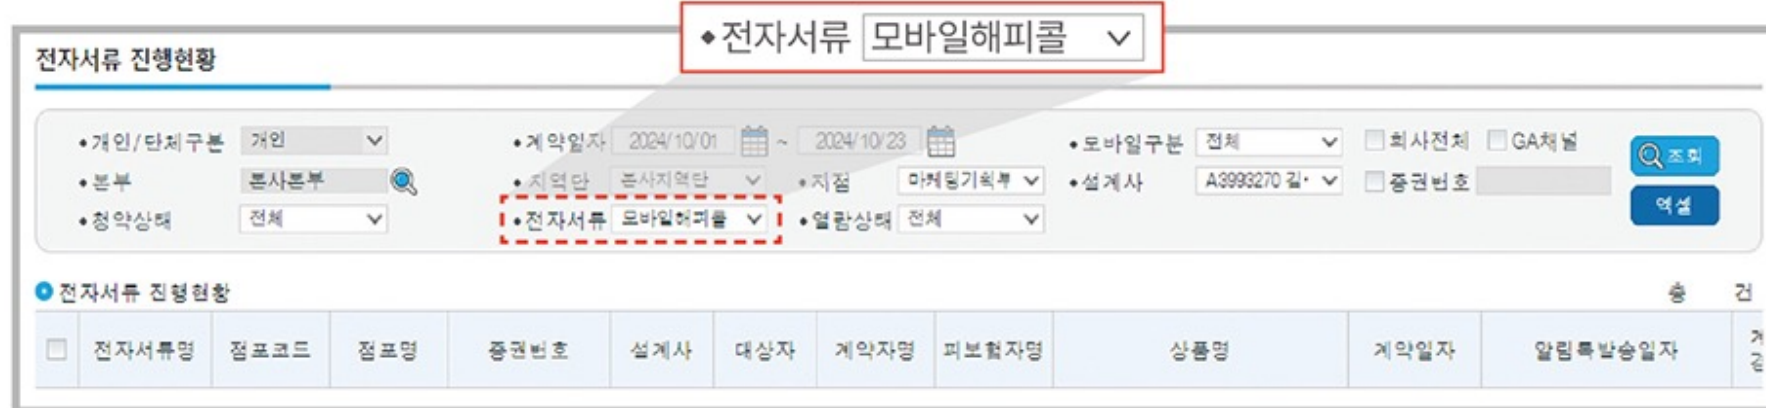 ◆전자서류 모바일해피콜
전자서류 진행현황
•개인/단체구분 개인 •계약일자 2024/10/01 ~ 2024/10/23 •모바일구분 전체 회사전체 GA채널 조회
•본부 본사본부 •지역단 본사지역단 •지점 마케팅기획부 •설계사 A3993270 김• 증권번호
•청약상태 전체 •전자서류 모바일해피콜 •열람상태 전체 엑셀
전자서류 진행현황 총 건
전자서류명 점포코드 점포명 증권번호 설계사 대상자 계약자명 피보험자명 상품명 계약일자 알림톡발송일자